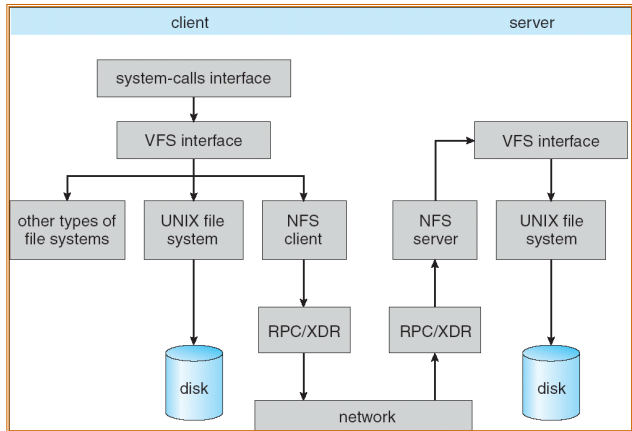 client
server
system-calls interface
VFS interface
VFS interface
other types of
file systems
UNIX file
system
NFS
client
NFS
server
UNIX file
system
RPC/XDR
RPC/XDR
disk
disk
network